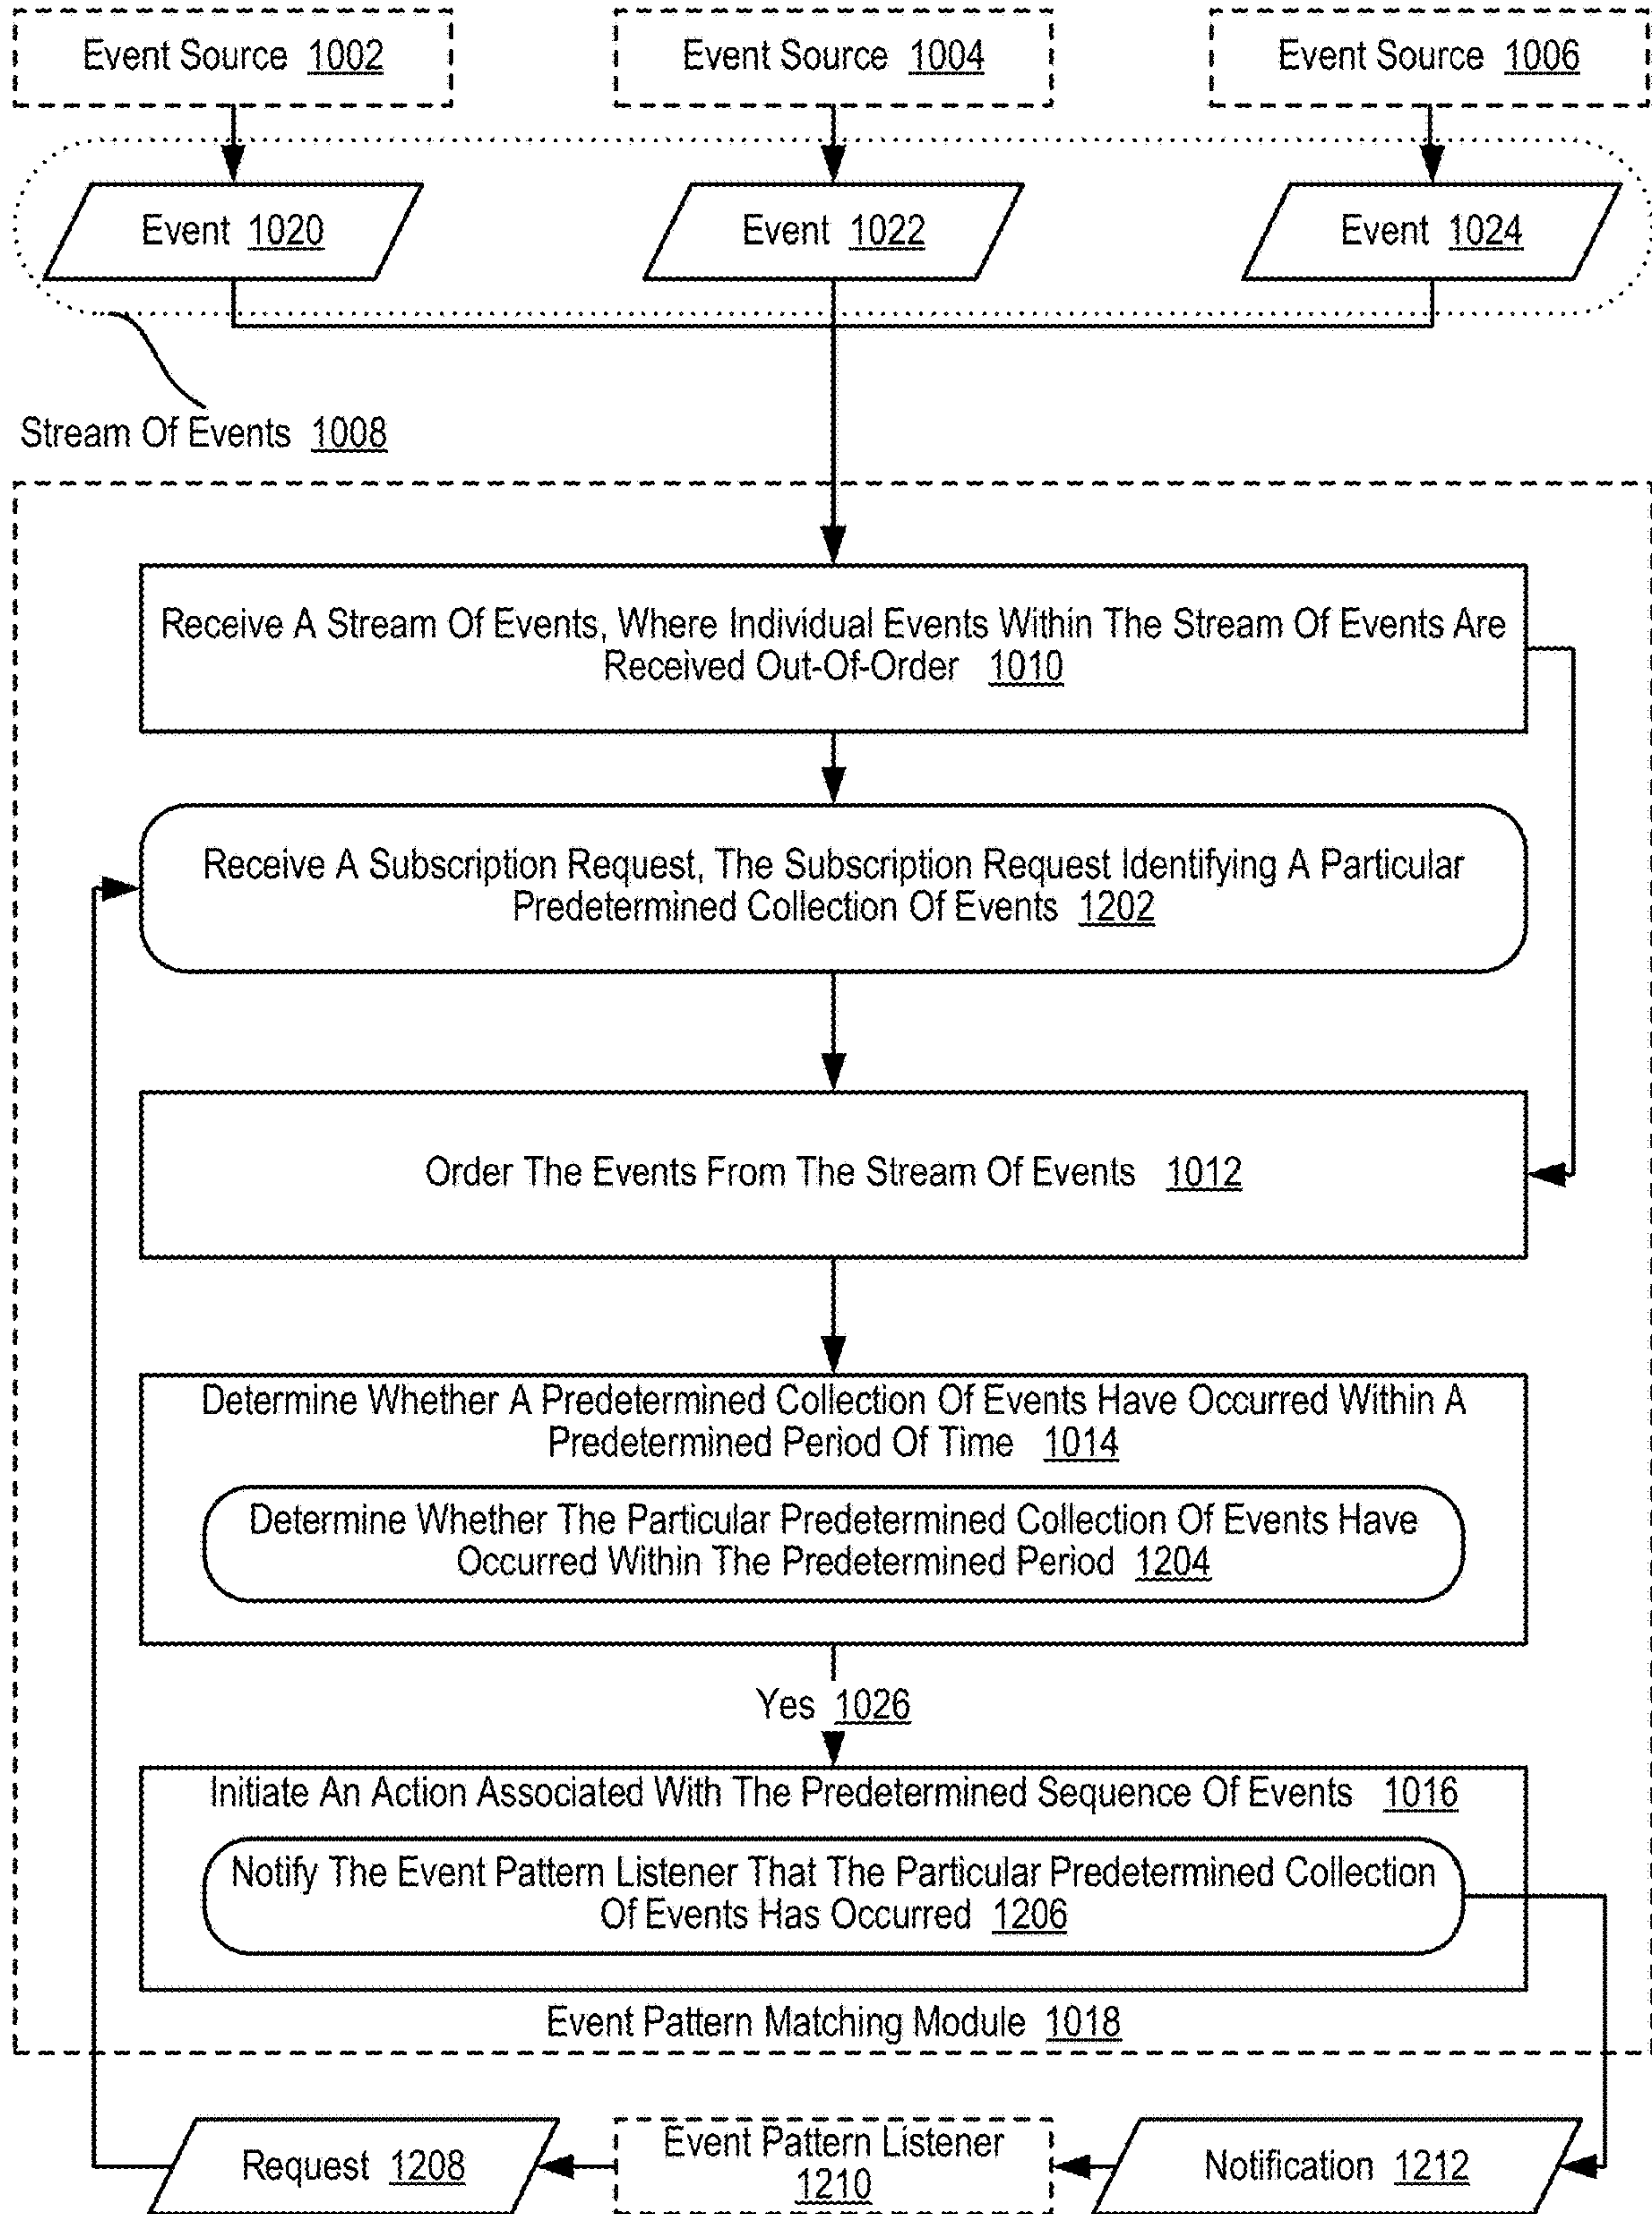 Event Source 1002
Event Source 1004
Event Source 1006
Event 1020
Event 1022
Event 1024
Stream Of Events 1008
Receive A Stream Of Events, Where Individual Events Within The Stream Of Events Are
Received Out-Of-Order 1010
Receive A Subscription Request, The Subscription Request Identifying A Particular
Predetermined Collection Of Events 1202
Order The Events From The Stream Of Events 1012
Determine Whether A Predetermined Collection Of Events Have Occurred Within A
Predetermined Period Of Time 1014
Determine Whether The Particular Predetermined Collection Of Events Have
Occurred Within The Predetermined Period 1204
Yes 1026
Initiate An Action Associated With The Predetermined Sequence Of Events 1016
Notify The Event Pattern Listener That The Particular Predetermined Collection
Of Events Has Occurred 1206
Event Pattern Matching Module 1018
Request 1208
Event Pattern Listener
1210
Notification 1212